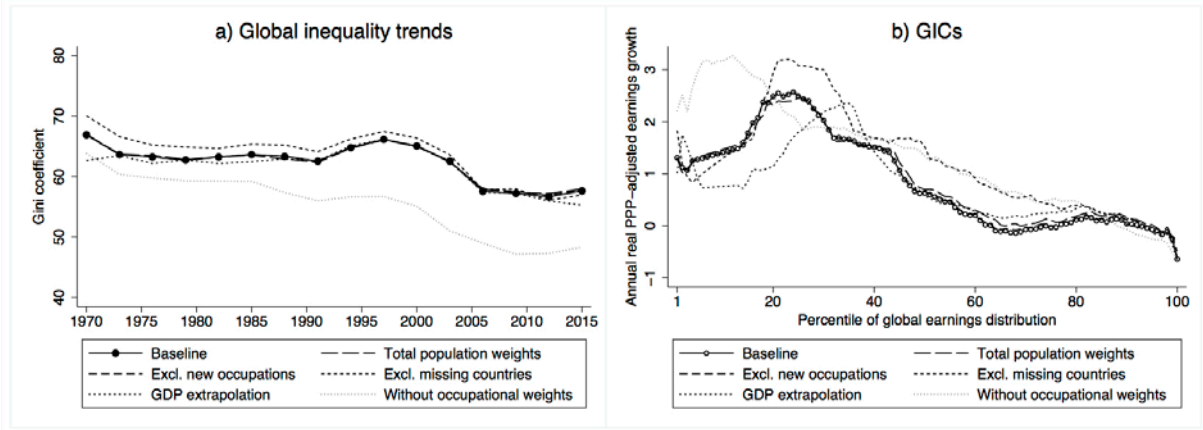 a) Global inequality trends
Gini coefficient
80
70
60
50
40
1970 1975 1980 1985 1990 1995 2000 2005 2010 2015
Baseline Total population weights
Excl. new occupations Excl. missing countries
GDP extrapolation Without occupational weights
b) GICs
Annual real PPP-adjusted earnings growth
3
2
1
0
-1
1 20 40 60 80 100
Percentile of global earnings distribution
Baseline Total population weights
Excl. new occupations Excl. missing countries
GDP extrapolation Without occupational weights